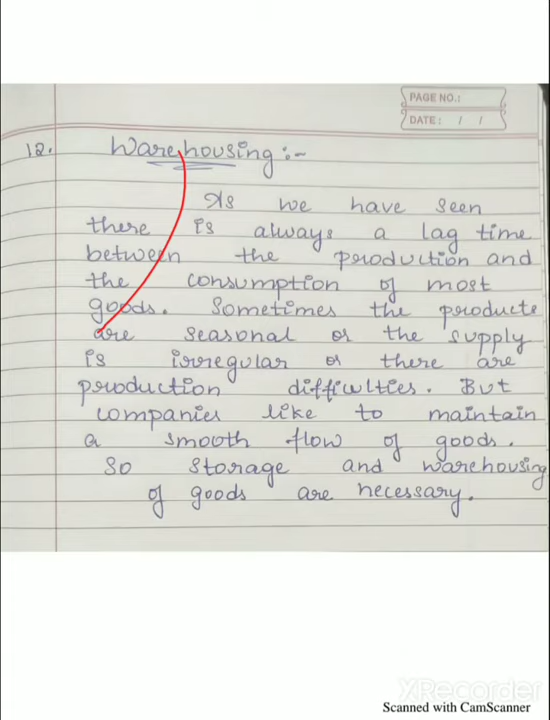 PAGE NO.:
DATE: / /
12. Warehousing :-
As we have seen
there is always a lag time
between the production and
the consumption of most
goods. Sometimes the producte
are seasonal or the supply
is irregular or there are
production difficulties. But
companies like to maintain
a smooth flow of goods.
So storage and warehousing
of goods are necessary.
XRecorder
Scanned with CamScanner